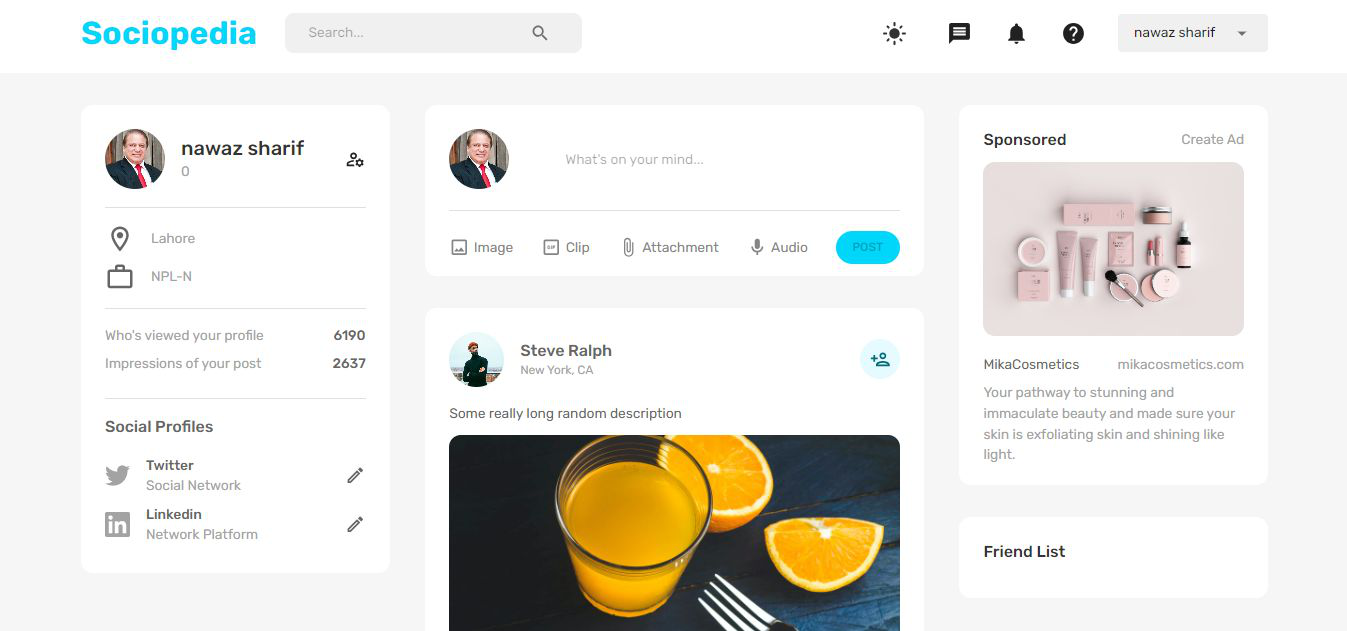 Sociopedia
Search...
nawaz sharif
nawaz sharif
0
Lahore
NPL-N
Who's viewed your profile 6190
Impressions of your post 2637
Social Profiles
Twitter
Social Network
Linkedin
Network Platform
What's on your mind...
Image GIF Clip Attachment Audio POST
Steve Ralph
New York, CA
Some really long random description
Sponsored Create Ad
MikaCosmetics mikacosmetics.com
Your pathway to stunning and
immaculate beauty and made sure your
skin is exfoliating skin and shining like
light.
Friend List